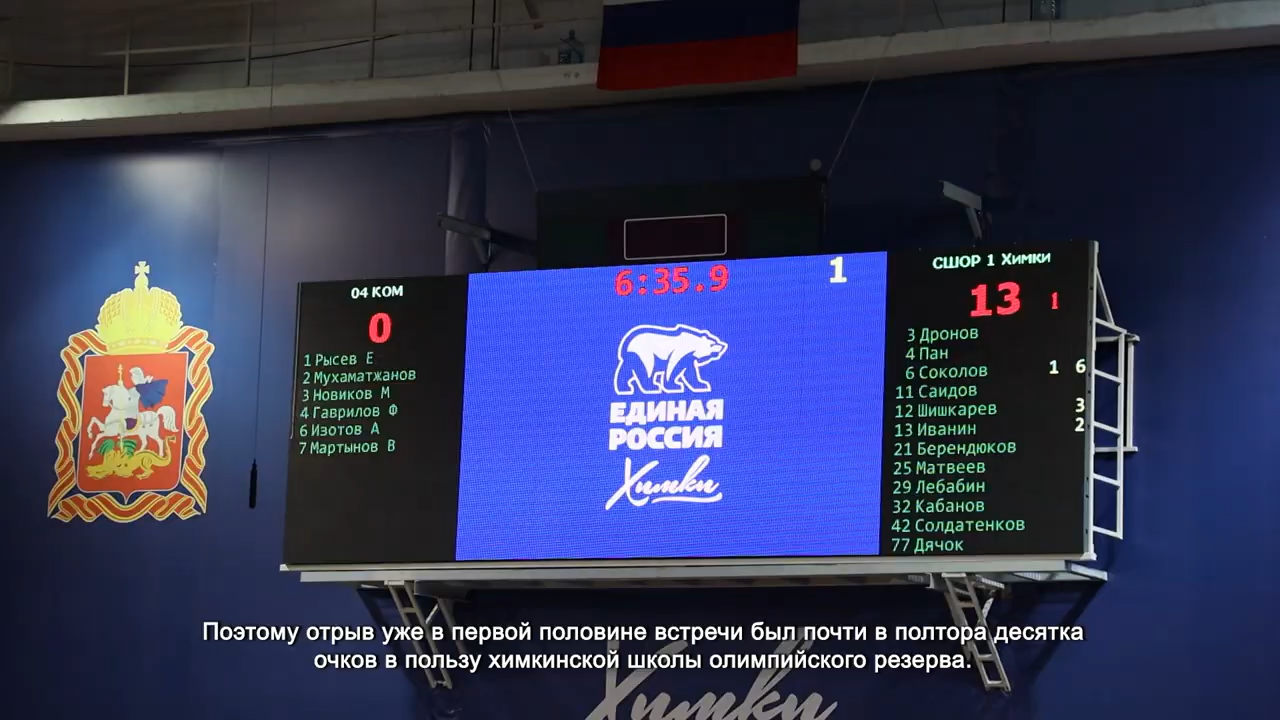 04 КОМ
0
1 Рысев Е
2 Мухаматжанов
3 Новиков М
4 Гаврилов Ф
6 Изотов А
7 Мартынов В
6:35.9
1
ЕДИНАЯ
РОССИЯ
Химки
СШОР 1 Химки
13 1
3 Дронов
4 Пан
6 Соколов 1 6
11 Саидов
12 Шишкарев 3
13 Иванин 2
21 Берендюков
25 Матвеев
29 Лебабин
32 Кабанов
42 Солдатенков
77 Дячок
Поэтому отрыв уже в первой половине встречи был почти в полтора десятка
очков в пользу химкинской школы олимпийского резерва.
Химки